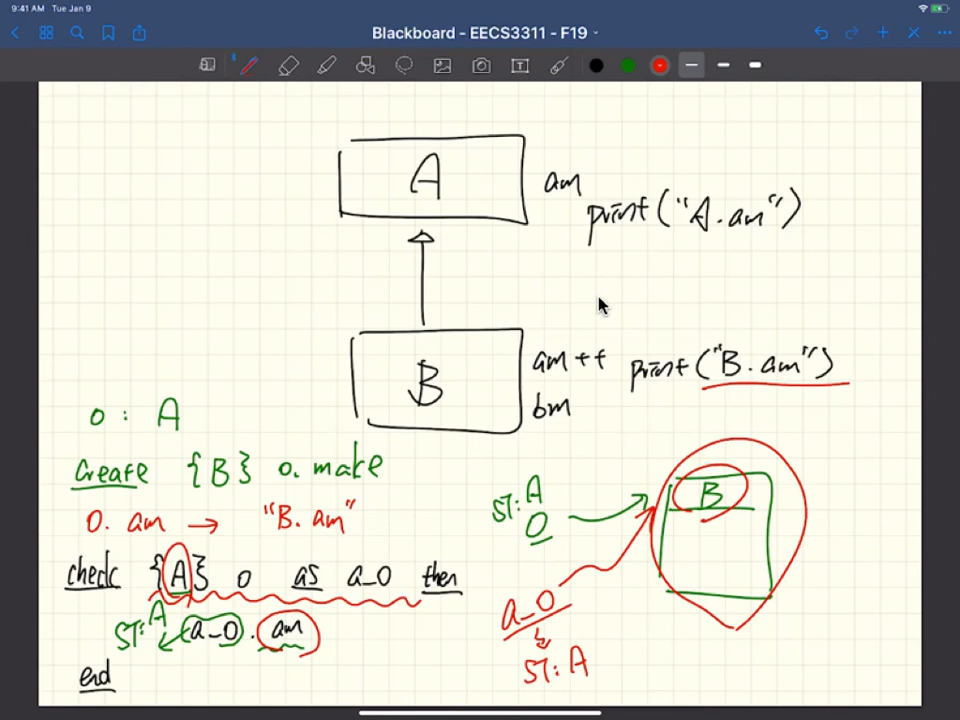 9:41 AM Tue Jan 9
Blackboard - EECS3311 - F19
A
am
print("A.am")
B
am++
print("B.am")
bm
o : A
Create {B} o.make
o.am → "B.am"
check {A} o as a_o then
ST: A
a_o.am
end
ST: A
o
B
a_o
ST: A